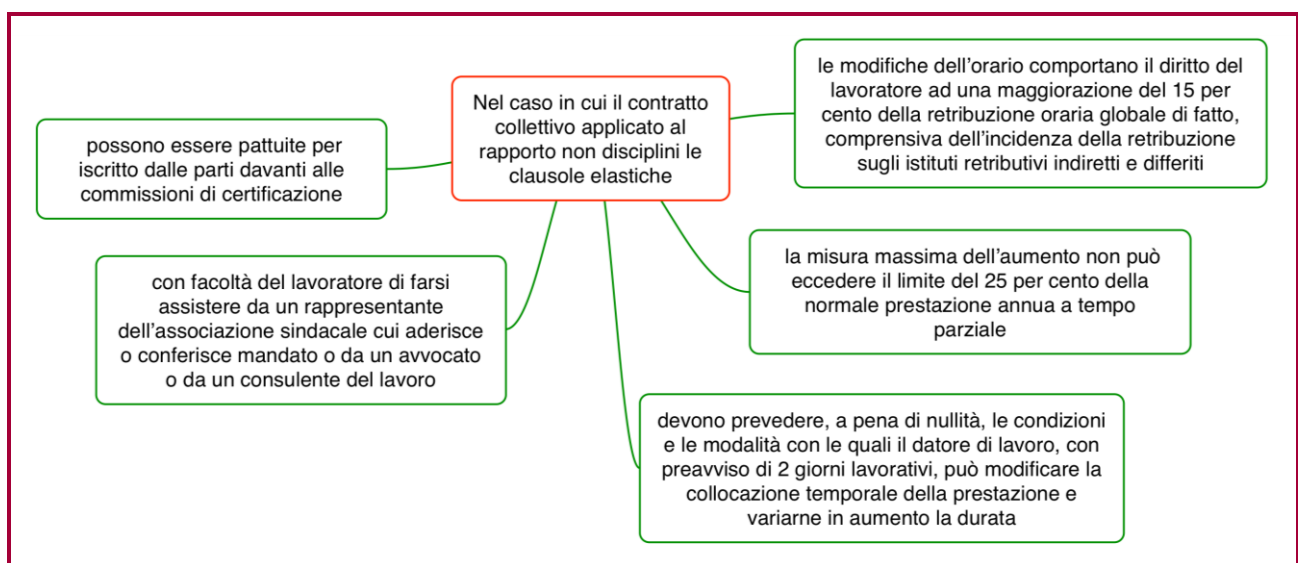 Nel caso in cui il contratto
collettivo applicato al
rapporto non disciplini le
clausole elastiche
possono essere pattuite per
iscritto dalle parti davanti alle
commissioni di certificazione
con facoltà del lavoratore di farsi
assistere da un rappresentante
dell'associazione sindacale cui aderisce
o conferisce mandato o da un avvocato
o da un consulente del lavoro
le modifiche dell'orario comportano il diritto del
lavoratore ad una maggiorazione del 15 per
cento della retribuzione oraria globale di fatto,
comprensiva dell'incidenza della retribuzione
sugli istituti retributivi indiretti e differiti
la misura massima dell'aumento non può
eccedere il limite del 25 per cento della
normale prestazione annua a tempo
parziale
devono prevedere, a pena di nullità, le condizioni
e le modalità con le quali il datore di lavoro, con
preavviso di 2 giorni lavorativi, può modificare la
collocazione temporale della prestazione e
variarne in aumento la durata